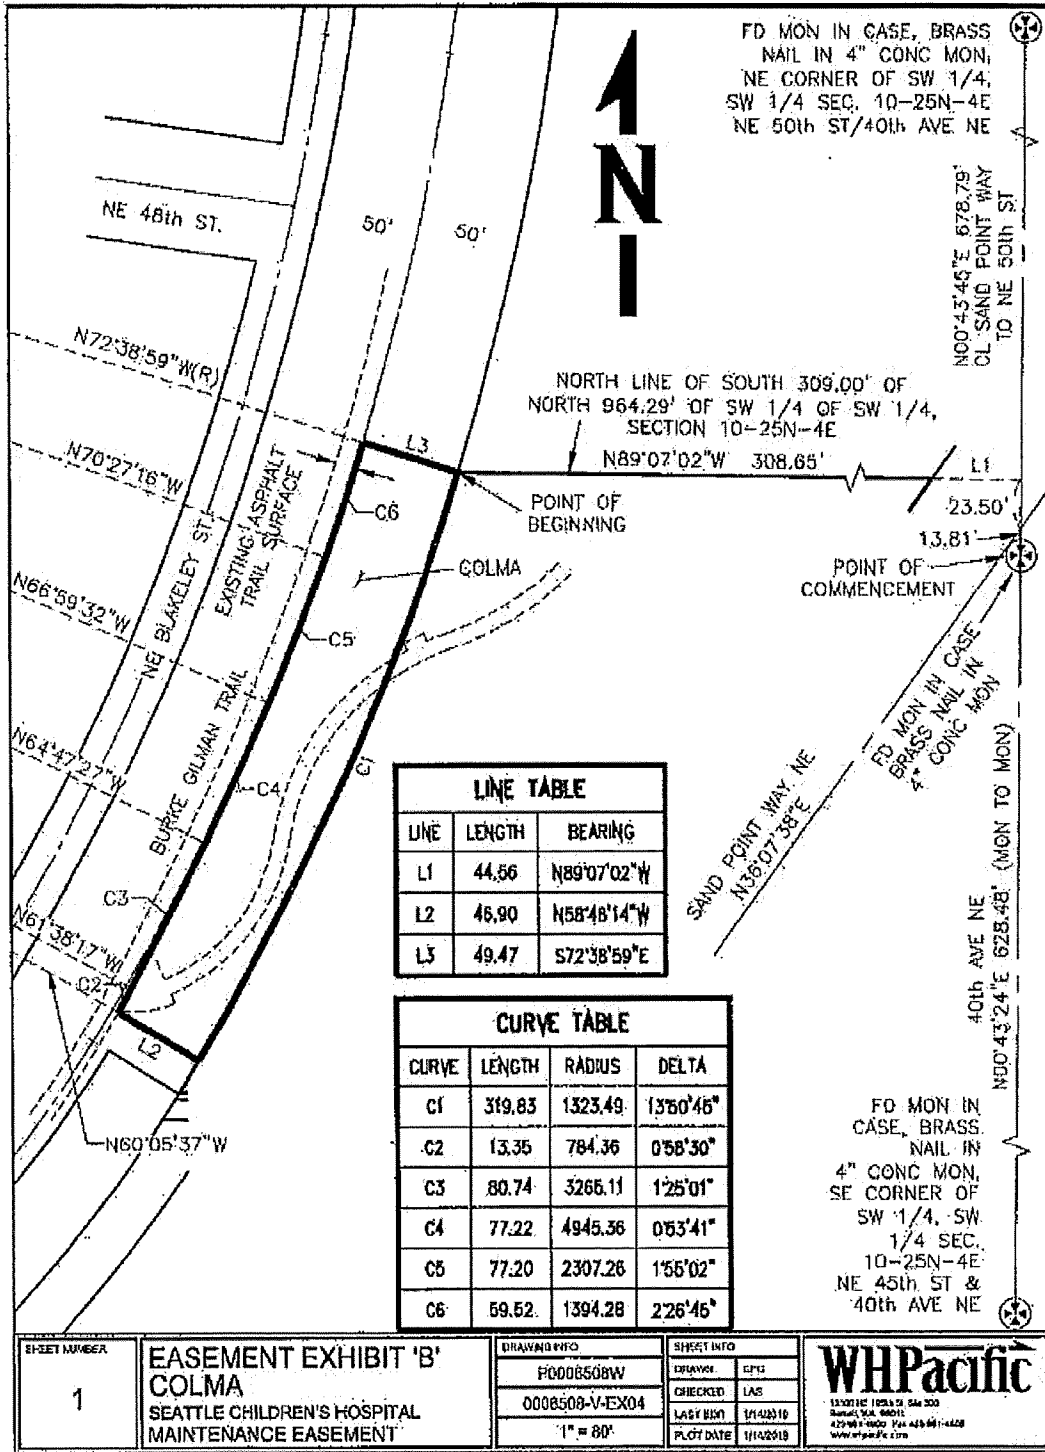 FD MON IN CASE, BRASS
NAIL IN 4" CONC MON,
NE CORNER OF SW 1/4,
SW 1/4 SEC. 10-25N-4E
NE 50th ST/40th AVE NE
N00°43'45"E 678.79'
CL SAND POINT WAY
TO NE 50th ST
N
NE 48th ST.
50'
50'
N72°38'59"W(R)
NORTH LINE OF SOUTH 309.00' OF
NORTH 964.29' OF SW 1/4 OF SW 1/4,
SECTION 10-25N-4E
N89°07'02"W 308.65'
L3
L1
23.50'
13.81'
POINT OF
BEGINNING
POINT OF
COMMENCEMENT
N70°27'16"W
EXISTING ASPHALT
TRAIL SURFACE
C6
COLMA
N66°59'32"W
NE BLAKELEY ST.
C5
FD MON IN CASE
BRASS NAIL IN
4" CONC MON
BURKE GILMAN TRAIL
N64°47'27"W
C4
C1
SAND POINT WAY NE
N36°07'38"E
C3
N61°38'17"W
C2
L2
N60°05'37"W
40th AVE NE
N00°43'24"E 628.48' (MON TO MON)
LINE TABLE
LINE LENGTH BEARING
L1 44.56 N89°07'02"W
L2 46.90 N58°48'14"W
L3 49.47 S72°38'59"E
CURVE TABLE
CURVE LENGTH RADIUS DELTA
C1 319.83 1323.49 13°50'46"
C2 13.35 784.36 0°58'30"
C3 80.74 3265.11 1°25'01"
C4 77.22 4945.36 0°53'41"
C5 77.20 2307.26 1°55'02"
C6 59.52 1394.28 2°26'45"
FD MON IN
CASE, BRASS
NAIL IN
4" CONC MON,
SE CORNER OF
SW 1/4, SW
1/4 SEC.
10-25N-4E
NE 45th ST &
40th AVE NE
SHEET NUMBER
1
EASEMENT EXHIBIT 'B'
COLMA
SEATTLE CHILDREN'S HOSPITAL
MAINTENANCE EASEMENT
DRAWING INFO
P0008508W
0008508-V-EX04
1" = 80'
SHEET INFO
DRAWN
CHECKED LAS
LAST EDIT
PLOT DATE
WHPacific
www.whpacific.com